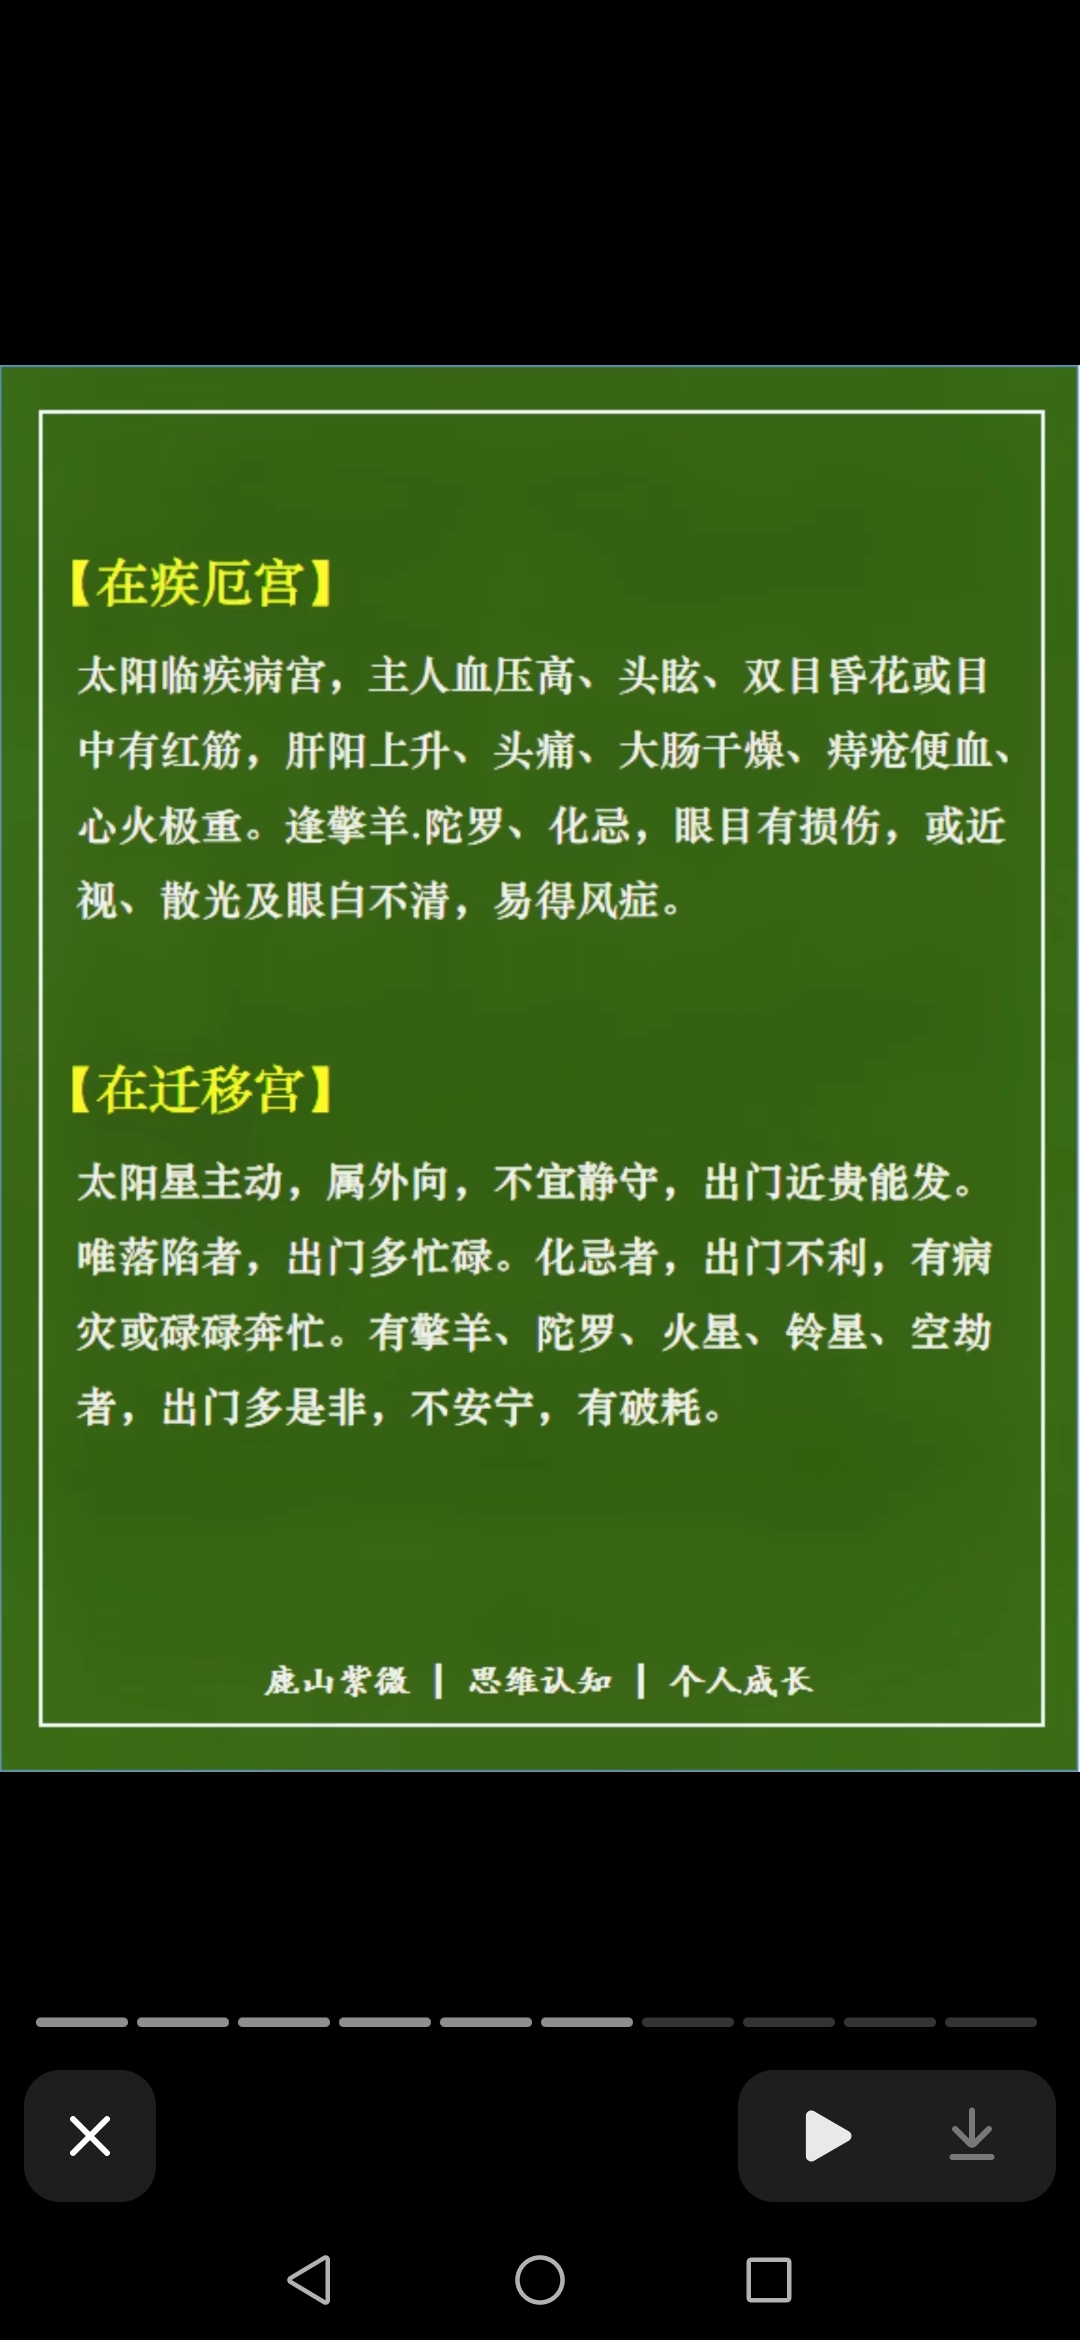 【在疾厄宫】
太阳临疾病宫，主人血压高、头眩、双目昏花或目
中有红筋，肝阳上升、头痛、大肠干燥、痔疮便血、
心火极重。逢擎羊.陀罗、化忌，眼目有损伤，或近
视、散光及眼白不清，易得风症。
【在迁移宫】
太阳星主动，属外向，不宜静守，出门近贵能发。
唯落陷者，出门多忙碌。化忌者，出门不利，有病
灾或碌碌奔忙。有擎羊、陀罗、火星、铃星、空劫
者，出门多是非，不安宁，有破耗。
鹿山紫微 | 思维认知 | 个人成长